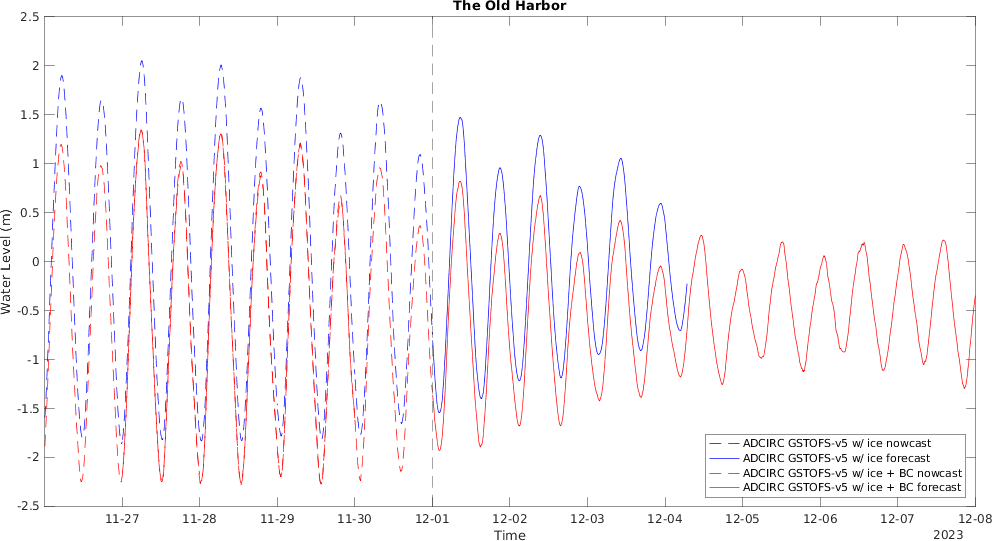 The Old Harbor
2.5
2
1.5
1
0.5
0
-0.5
-1
-1.5
-2
-2.5
Water Level (m)
ADCIRC GSTOFS-v5 w/ ice nowcast
ADCIRC GSTOFS-v5 w/ ice forecast
ADCIRC GSTOFS-v5 w/ ice + BC nowcast
ADCIRC GSTOFS-v5 w/ ice + BC forecast
11-27 11-28 11-29 11-30 12-01 12-02 12-03 12-04 12-05 12-06 12-07 12-08
Time
2023